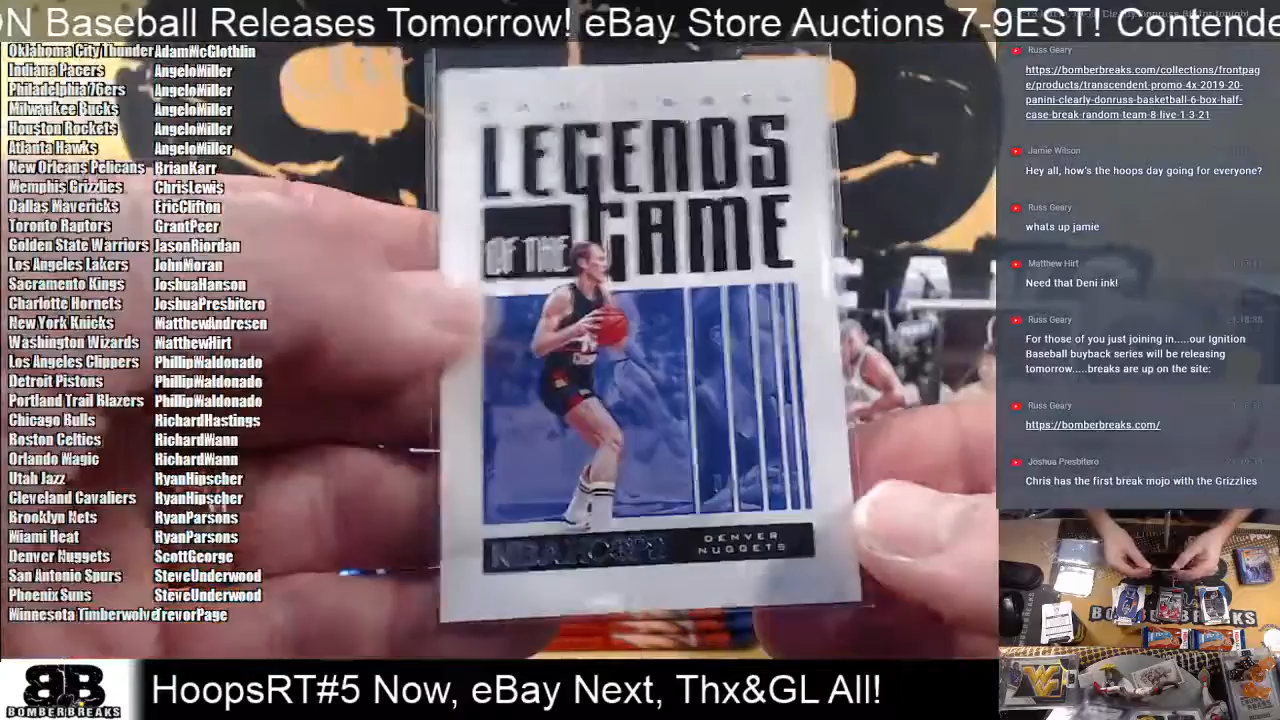 N Baseball Releases Tomorrow! eBay Store Auctions 7-9EST! Contende
Oklahoma City Thunder AdamMcGlothlin
Indiana Pacers AngeloMiller
Philadelphia 76ers AngeloMiller
Milwaukee Bucks AngeloMiller
Houston Rockets AngeloMiller
Atlanta Hawks AngeloMiller
New Orleans Pelicans BrianKarr
Memphis Grizzlies ChrisLewis
Dallas Mavericks EricClifton
Toronto Raptors GrantPeer
Golden State Warriors JasonRiordan
Los Angeles Lakers JohnMoran
Sacramento Kings JoshuaHanson
Charlotte Hornets JoshuaPresbitero
New York Knicks MatthewAndresen
Washington Wizards MatthewHirt
Los Angeles Clippers PhillipMaldonado
Detroit Pistons PhillipMaldonado
Portland Trail Blazers PhillipMaldonado
Chicago Bulls RichardHastings
Boston Celtics RichardWann
Orlando Magic RichardWann
Utah Jazz RyanHipscher
Cleveland Cavaliers RyanHipscher
Brooklyn Nets RyanParsons
Miami Heat RyanParsons
Denver Nuggets ScottGeorge
San Antonio Spurs SteveUnderwood
Phoenix Suns SteveUnderwood
Minnesota Timberwolve TrevorPage
LEGENDS
OF THE GAME
NBA HOOPS
DENVER
NUGGETS
Russ Geary
https://bomberbreaks.com/collections/frontpag
e/products/transcendent-promo-4x-2019-20-
panini-clearly-donruss-basketball-6-box-half-
case-break-random-team-8-live-1-3-21
Jamie Wilson
Hey all, how's the hoops day going for everyone?
Russ Geary
whats up jamie
Matthew Hirt
Need that Deni ink!
Russ Geary
For those of you just joining in.....our Ignition
Baseball buyback series will be releasing
tomorrow.....breaks are up on the site:
Russ Geary
https://bomberbreaks.com/
Joshua Presbitero
Chris has the first break mojo with the Grizzlies
BB
BOMBERBREAKS
HoopsRT#5 Now, eBay Next, Thx&GL All!